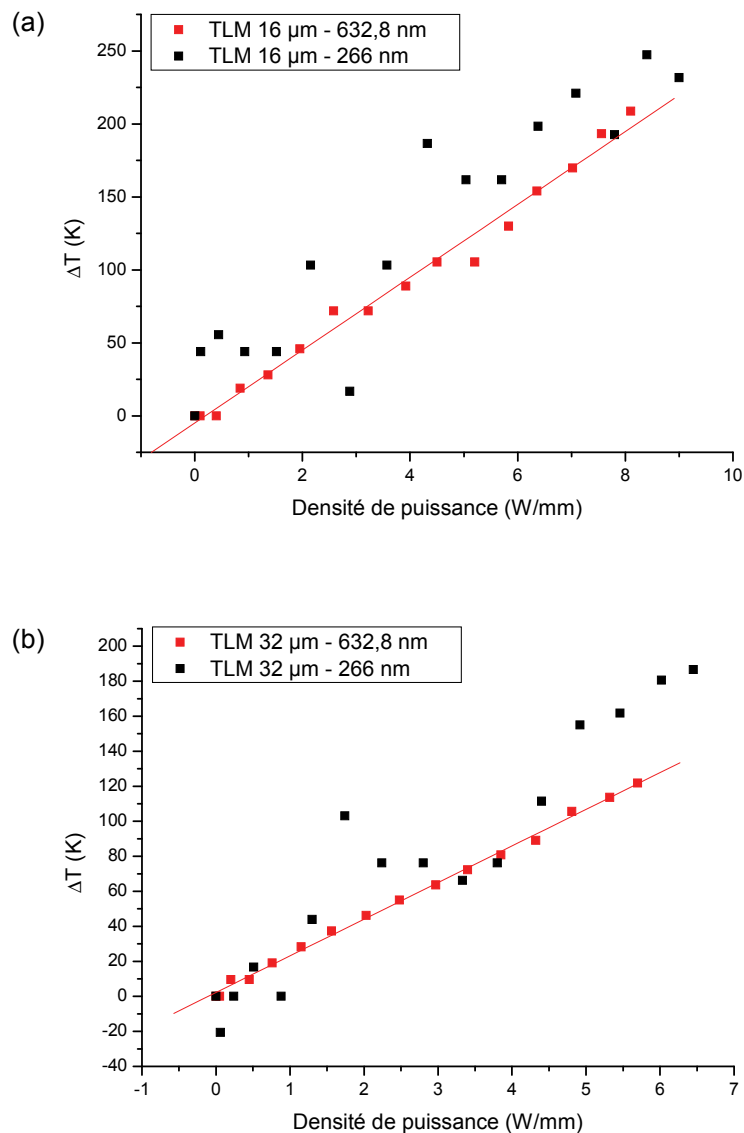 (a)
TLM 16 µm - 632,8 nm
TLM 16 µm - 266 nm
250
200
150
100
50
0
ΔT (K)
0 2 4 6 8 10
Densité de puissance (W/mm)
(b)
TLM 32 µm - 632,8 nm
TLM 32 µm - 266 nm
200
180
160
140
120
100
80
60
40
20
0
-20
-40
ΔT (K)
-1 0 1 2 3 4 5 6 7
Densité de puissance (W/mm)